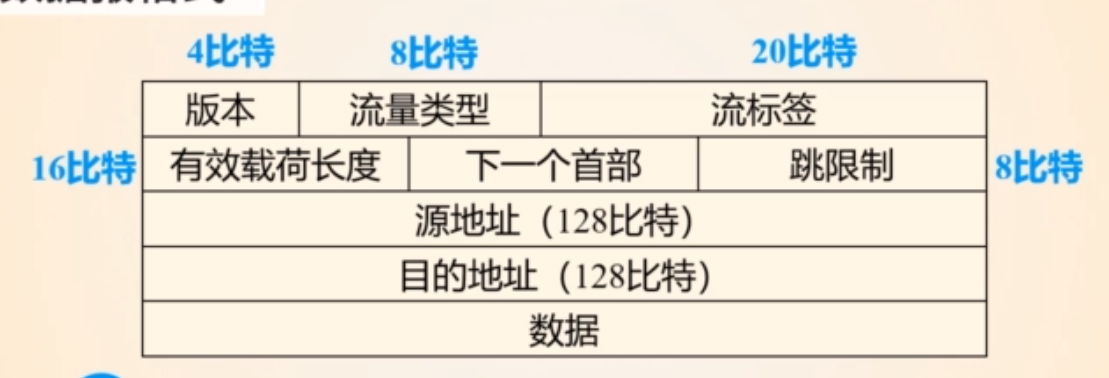 4比特 8比特 20比特
版本 流量类型 流标签
16比特 有效载荷长度 下一个首部 跳限制 8比特
源地址（128比特）
目的地址（128比特）
数据